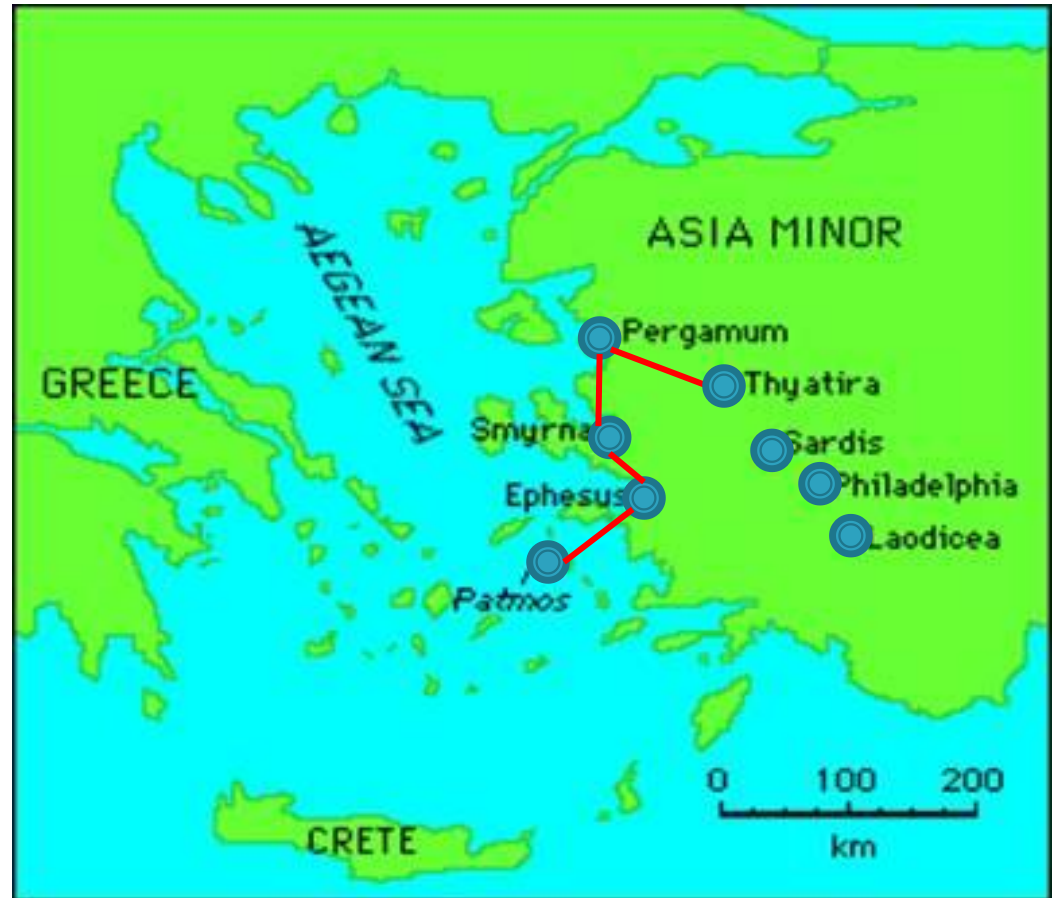 ASIA MINOR
AEGEAN SEA
Pergamum
GREECE
Thyatira
Smyrna
Sardis
Philadelphia
Ephesus
Laodicea
Patmos
0 100 200
km
CRETE